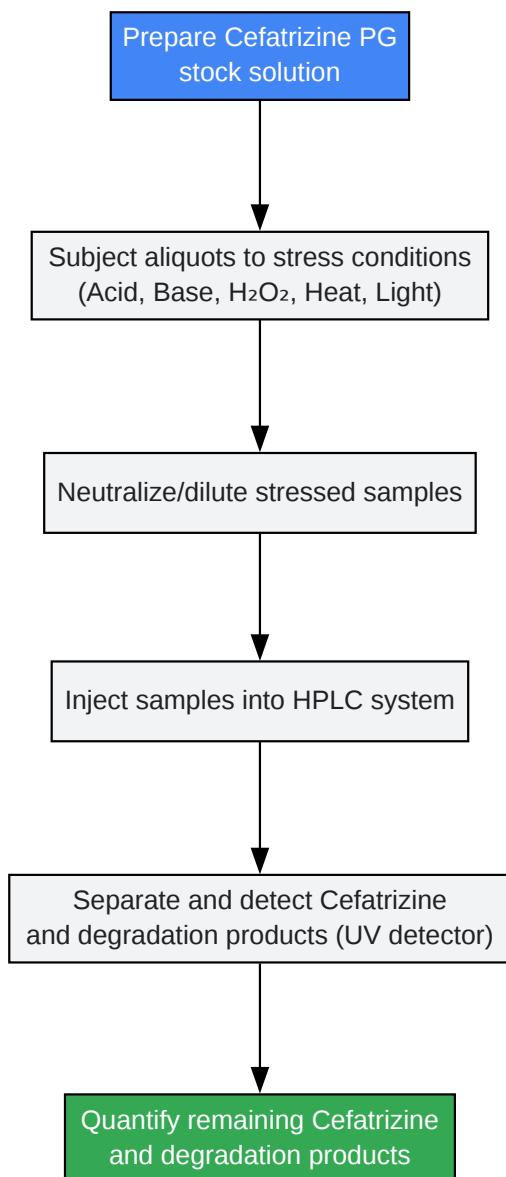 Prepare Cefatrizine PG
stock solution
Subject aliquots to stress conditions
(Acid, Base, H₂O₂, Heat, Light)
Neutralize/dilute stressed samples
Inject samples into HPLC system
Separate and detect Cefatrizine
and degradation products (UV detector)
Quantify remaining Cefatrizine
and degradation products